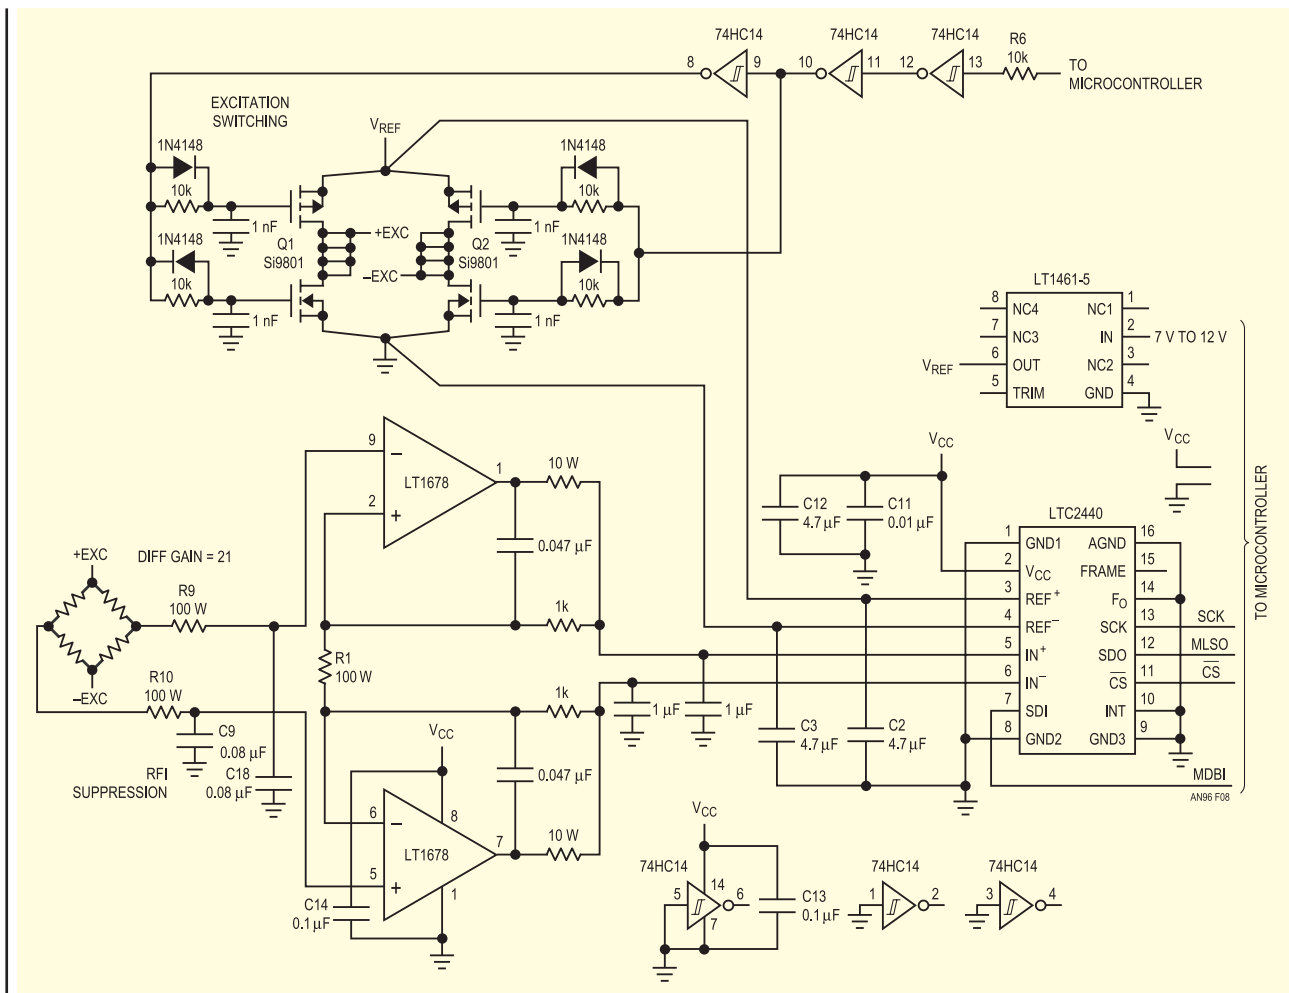 74HC14
74HC14
74HC14
R6
10k
8
9
10
11
12
13
TO
MICROCONTROLLER
EXCITATION
SWITCHING
VREF
1N4148
10k
1 nF
1N4148
10k
1 nF
Q1
Si9801
+EXC
–EXC
Q2
Si9801
1N4148
10k
1 nF
1N4148
10k
1 nF
LT1461-5
8
NC4
NC1
1
7
NC3
IN
2
7 V TO 12 V
VREF
6
OUT
NC2
3
5
TRIM
GND
4
9
–
LT1678
2
+
1
10 W
0.047 µF
1k
DIFF GAIN = 21
+EXC
–EXC
R9
100 W
R10
100 W
C9
0.08 µF
C18
0.08 µF
RFI
SUPPRESSION
R1
100 W
1k
0.047 µF
10 W
VCC
6
–
LT1678
5
+
8
7
1
C14
0.1 µF
1 µF
1 µF
C3
4.7 µF
C2
4.7 µF
VCC
C12
4.7 µF
C11
0.01 µF
VCC
LTC2440
1
GND1
AGND
16
2
VCC
FRAME
15
3
REF+
FO
14
4
REF–
SCK
13
SCK
5
IN+
SDO
12
MLSO
6
IN–
CS
11
CS
7
SDI
INT
10
8
GND2
GND3
9
MDBI
AN96 F08
TO MICROCONTROLLER
VCC
74HC14
5
14
6
7
C13
0.1 µF
74HC14
1
2
74HC14
3
4